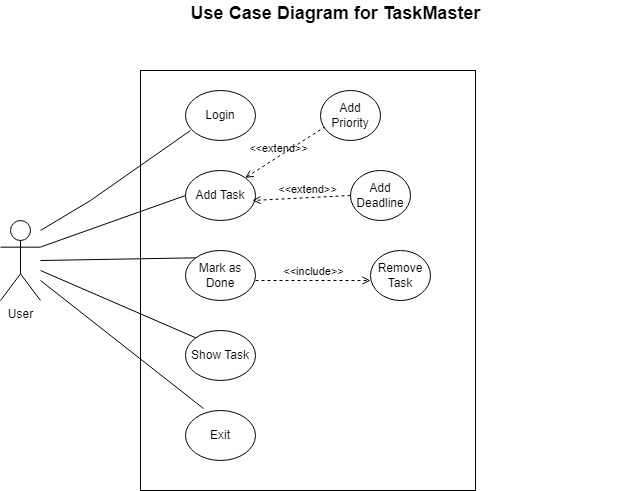 Use Case Diagram for TaskMaster
Login
Add
Priority
<<extend>>
Add Task
<<extend>>
Add
Deadline
Mark as
Done
<<include>>
Remove
Task
User
Show Task
Exit